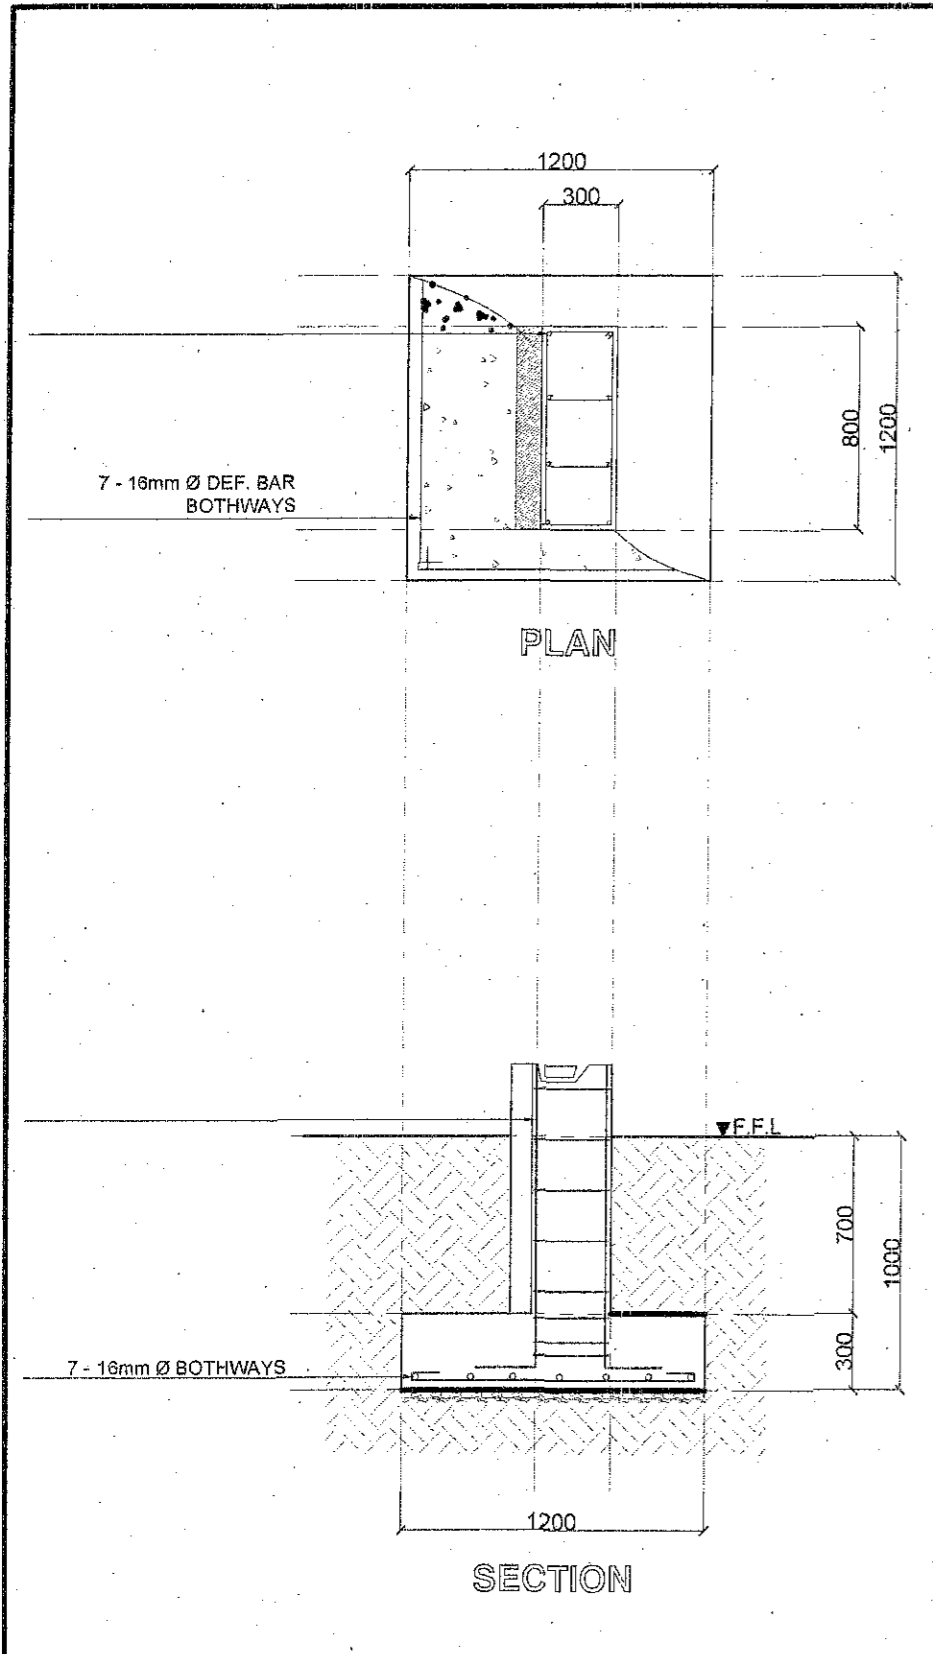 1200
300
800
1200
7 - 16mm Ø DEF. BAR
BOTHWAYS
PLAN
F.F.L
700
1000
300
7 - 16mm Ø BOTHWAYS
1200
SECTION